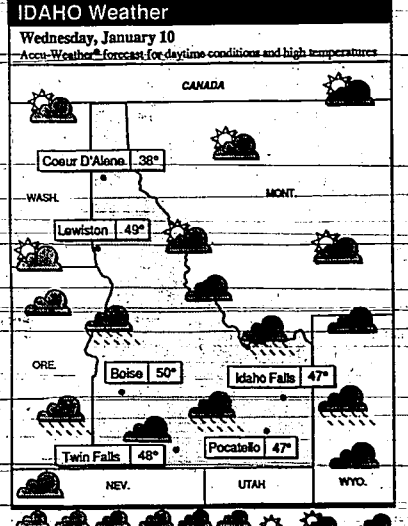 IDAHO Weather
Wednesday, January 10
Accu-Weather® forecast for daytime conditions and high temperatures
CANADA
Coeur D'Alene 38°
WASH.
MONT.
Lewiston 49°
ORE.
Boise 50°
Idaho Falls 47°
Twin Falls 48°
Pocatello 47°
NEV.
UTAH
WYO.